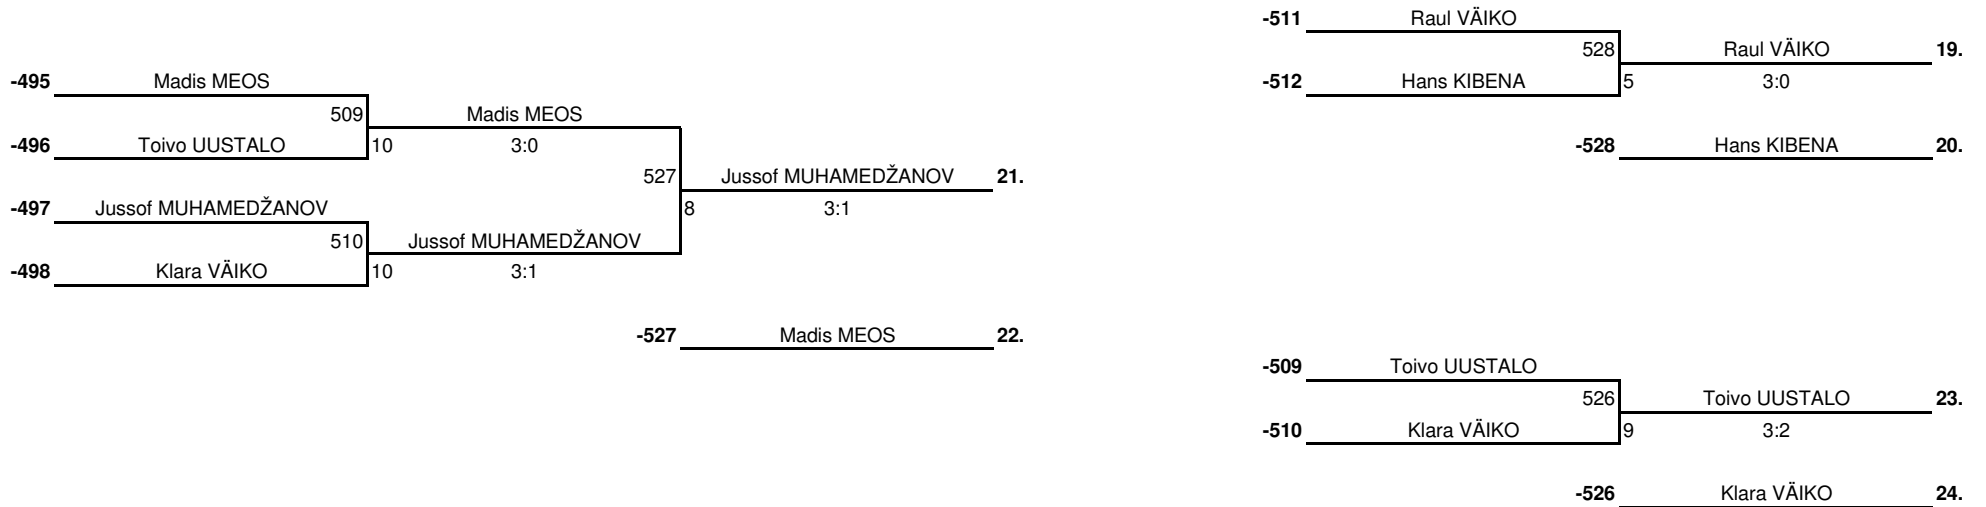 -511 Raul VÄIKO
528 Raul VÄIKO 19.
-495 Madis MEOS
-512 Hans KIBENA 5 3:0
509 Madis MEOS
-496 Toivo UUSTALO 10 3:0
-528 Hans KIBENA 20.
527 Jussof MUHAMEDŽANOV 21.
-497 Jussof MUHAMEDŽANOV 8 3:1
510 Jussof MUHAMEDŽANOV
-498 Klara VÄIKO 10 3:1
-527 Madis MEOS 22.
-509 Toivo UUSTALO
526 Toivo UUSTALO 23.
-510 Klara VÄIKO 9 3:2
-526 Klara VÄIKO 24.